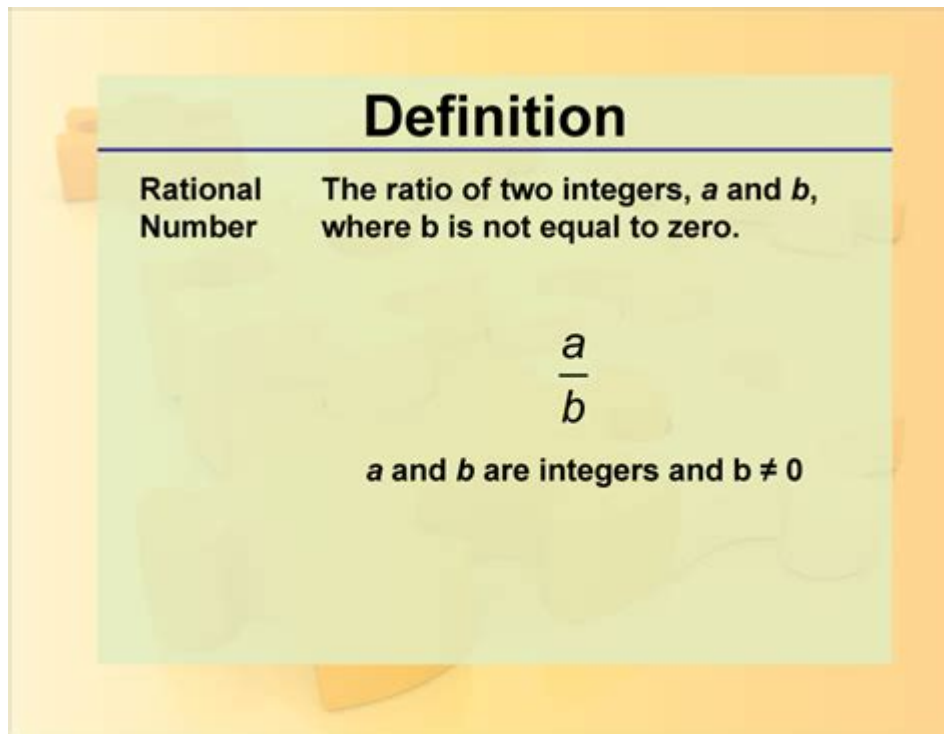 Definition
Rational The ratio of two integers, a and b,
Number where b is not equal to zero.
a
b
a and b are integers and b ≠ 0